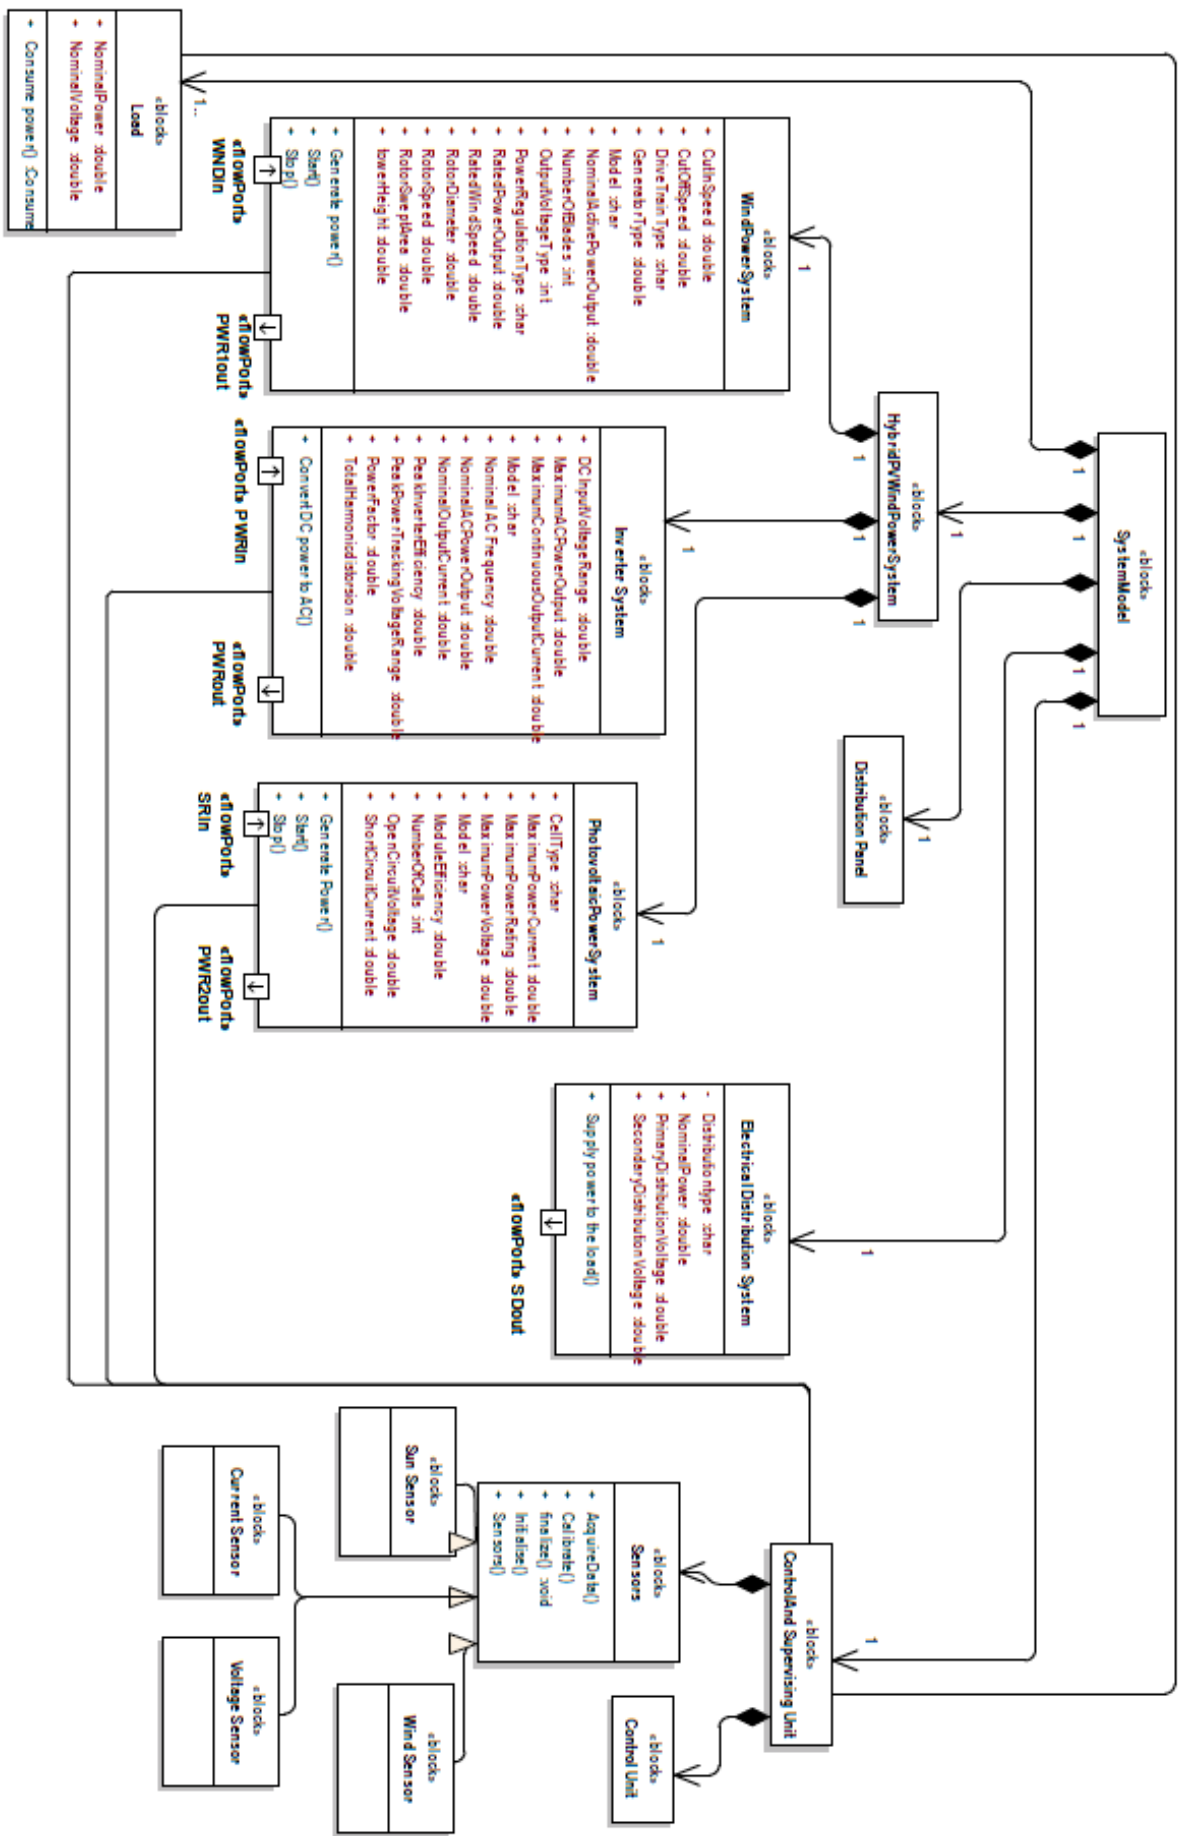 «block»
SystemModel
1
1
1
1
1
«block»
HybridPVWindPowerSystem
1
1
1
1
«block»
Distribution Panel
1
«block»
Load
+ NominalPower :double
+ NominalVoltage :double
+ Consume power() :Consume
1..
«block»
WindPowerSystem
+ CutInSpeed :double
+ CutOffSpeed :double
+ DriveTrainType :char
+ GeneratorType :double
+ Model :char
+ NominalActivePowerOutput :double
+ NumberOfBlades :int
+ OutputVoltageType :int
+ PowerRegulationType :char
+ RatedPowerOutput :double
+ RatedWindSpeed :double
+ RotorDiameter :double
+ RotorSpeed :double
+ RotorSweptArea :double
+ towerHeight :double
+ Generate power()
+ Start()
+ Stop()
1
«flowPort»
WNDIn
«flowPort»
PWR1out
«block»
Inverter System
+ DCInputVoltageRange :double
+ MaximumACPowerOutput :double
+ MaximumContinuousOutputCurrent :double
+ Model :char
+ NominalACFrequency :double
+ NominalACPowerOutput :double
+ NominalOutputCurrent :double
+ PeakInverterEfficiency :double
+ PeakPowerTrackingVoltageRange :double
+ PowerFactor :double
+ TotalHarmonicdistorsion :double
+ ConvertDC power to AC()
1
«flowPort» PWRIn
«flowPort»
PWRout
«block»
PhotovoltaicPowerSystem
+ CellType :char
+ MaximumPowerCurrent :double
+ MaximumPowerRating :double
+ MaximumPowerVoltage :double
+ Model :char
+ ModuleEfficiency :double
+ NumberOfCells :int
+ OpenCircuitVoltage :double
+ ShortCircuitCurrent :double
+ Generate Power()
+ Start()
+ Stop()
1
«flowPort»
SRIn
«flowPort»
PWR2out
«block»
Electrical Distribution System
- Distributiontype :char
+ NominalPower :double
+ PrimaryDistributionVoltage :double
+ SecondaryDistributionVoltage :double
+ Supply power to the load()
1
«flowPort» SDout
«block»
ControlAnd Supervising Unit
1
«block»
Sensors
+ AcquireData()
+ Calibrate()
+ finalize() :void
+ Initialise()
+ Sensors()
«block»
Control Unit
«block»
Sun Sensor
«block»
Wind Sensor
«block»
Current Sensor
«block»
Voltage Sensor